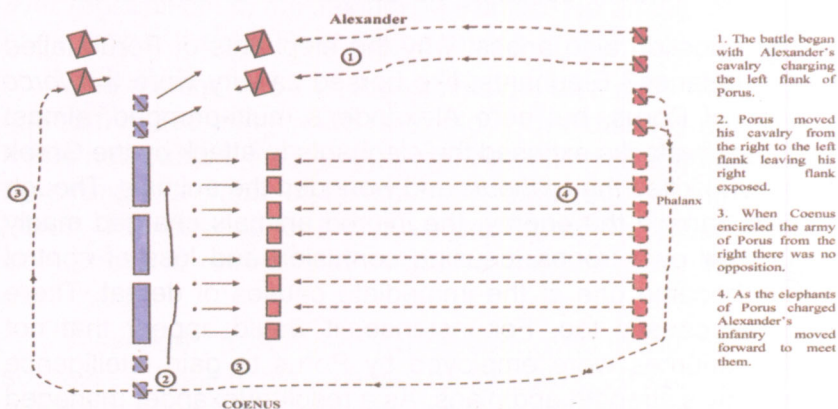 Alexander
1
3
4
Phalanx
2
3
COENUS
1. The battle began
with Alexander's
cavalry charging
the left flank of
Porus.
2. Porus moved
his cavalry from
the right to the left
flank leaving his
right flank
exposed.
3. When Coenus
encircled the army
of Porus from the
right there was no
opposition.
4. As the elephants
of Porus charged
Alexander's
infantry moved
forward to meet
them.